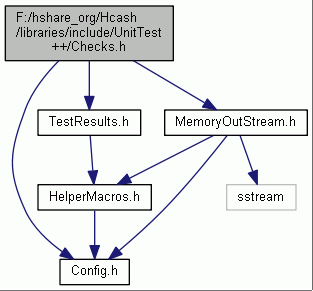 F:/hshare_org/Hcash
/libraries/include/UnitTest
++/Checks.h
TestResults.h
MemoryOutStream.h
HelperMacros.h
sstream
Config.h